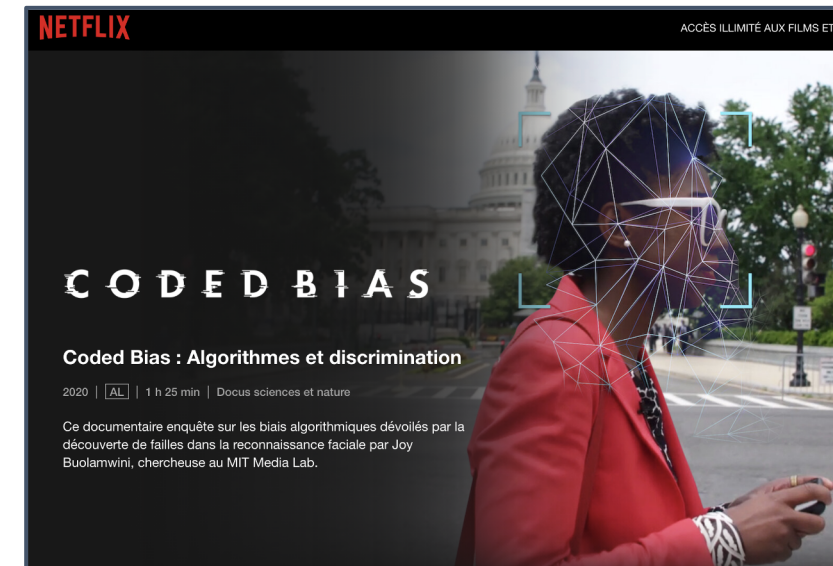 NETFLIX
ACCÈS ILLIMITÉ AUX FILMS ET
CODED BIAS
Coded Bias : Algorithmes et discrimination
2020 | AL | 1 h 25 min | Docus sciences et nature
Ce documentaire enquête sur les biais algorithmiques dévoilés par la
découverte de failles dans la reconnaissance faciale par Joy
Buolamwini, chercheuse au MIT Media Lab.